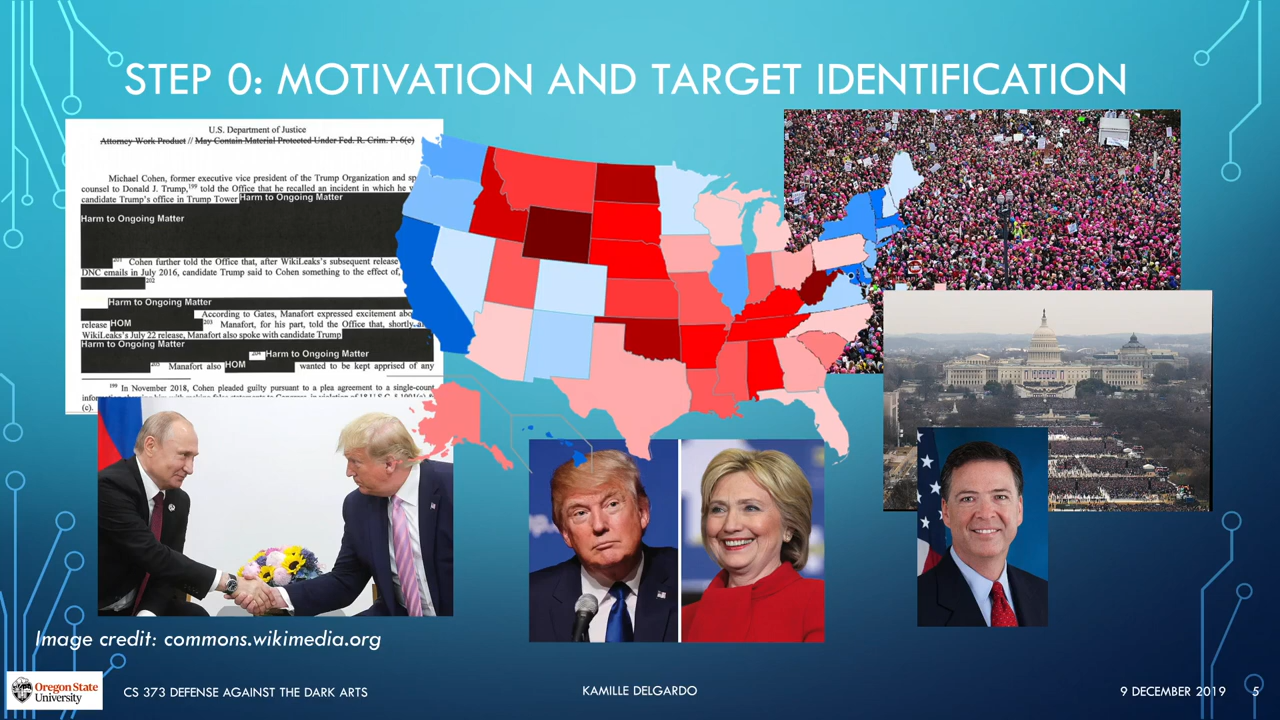 STEP 0: MOTIVATION AND TARGET IDENTIFICATION
U.S. Department of Justice
Attorney Work Product // May Contain Material Protected Under Fed. R. Crim. P. 6(e)
Michael Cohen, former executive vice president of the Trump Organization and
counsel to Donald J. Trump,199 told the Office that he recalled an incident in which he
candidate Trump's office in Trump Tower Harm to Ongoing Matter
Harm to Ongoing Matter
201 Cohen further told the Office that, after WikiLeaks's subsequent release
DNC emails in July 2016, candidate Trump said to Cohen something to the effect of,
202
Harm to Ongoing Matter
According to Gates, Manafort expressed excitement
release HOM 203 Manafort, for his part, told the Office that, shortly
WikiLeaks's July 22 release, Manafort also spoke with candidate Trump
Harm to Ongoing Matter
204 Harm to Ongoing Matter
205 Manafort also HOM wanted to be kept apprised of any
199 In November 2018, Cohen pleaded guilty pursuant to a plea agreement to a single-count
(c).
Image credit: commons.wikimedia.org
Oregon State
University
CS 373 DEFENSE AGAINST THE DARK ARTS
KAMILLE DELGARDO
9 DECEMBER 2019
5